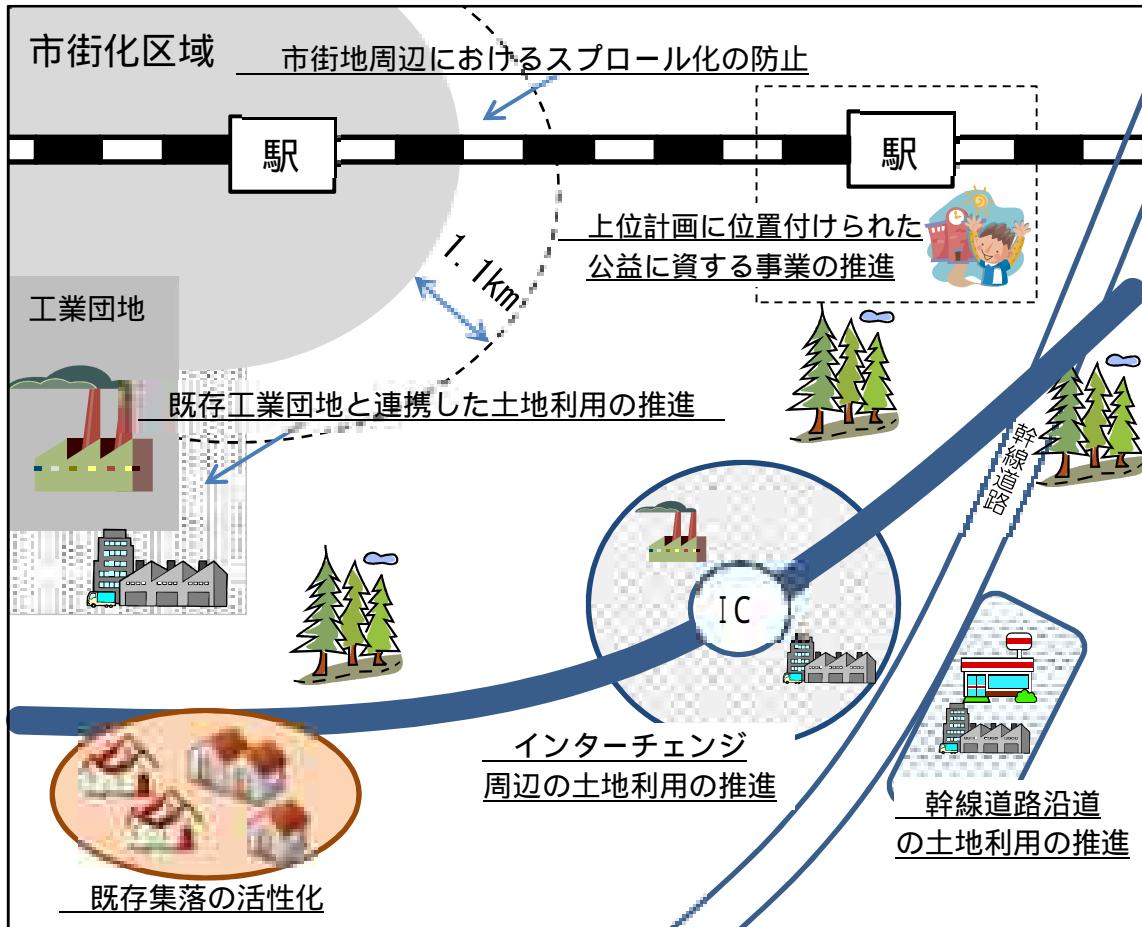 市街化区域
市街地周辺におけるスプロール化の防止
駅
駅
上位計画に位置付けられた
公益に資する事業の推進
1.1km
工業団地
既存工業団地と連携した土地利用の推進
幹線道路
IC
インターチェンジ
周辺の土地利用の推進
幹線道路沿道
の土地利用の推進
既存集落の活性化